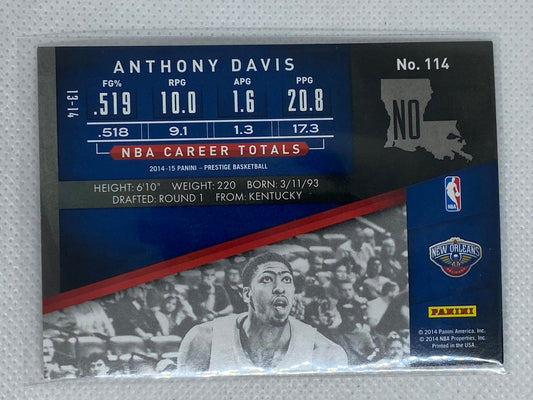 ANTHONY DAVIS
No. 114
FG% RPG APG PPG
13-14
.519 10.0 1.6 20.8
.518 9.1 1.3 17.3
NBA CAREER TOTALS
2014-15 PANINI – PRESTIGE BASKETBALL
HEIGHT: 6'10" WEIGHT: 220 BORN: 3/11/93
DRAFTED: ROUND 1 FROM: KENTUCKY
NO
NBA
NEW ORLEANS
PELICANS
PANINI
© 2014 Panini America, Inc.
© 2014 NBA Properties, Inc.
Printed in the USA.